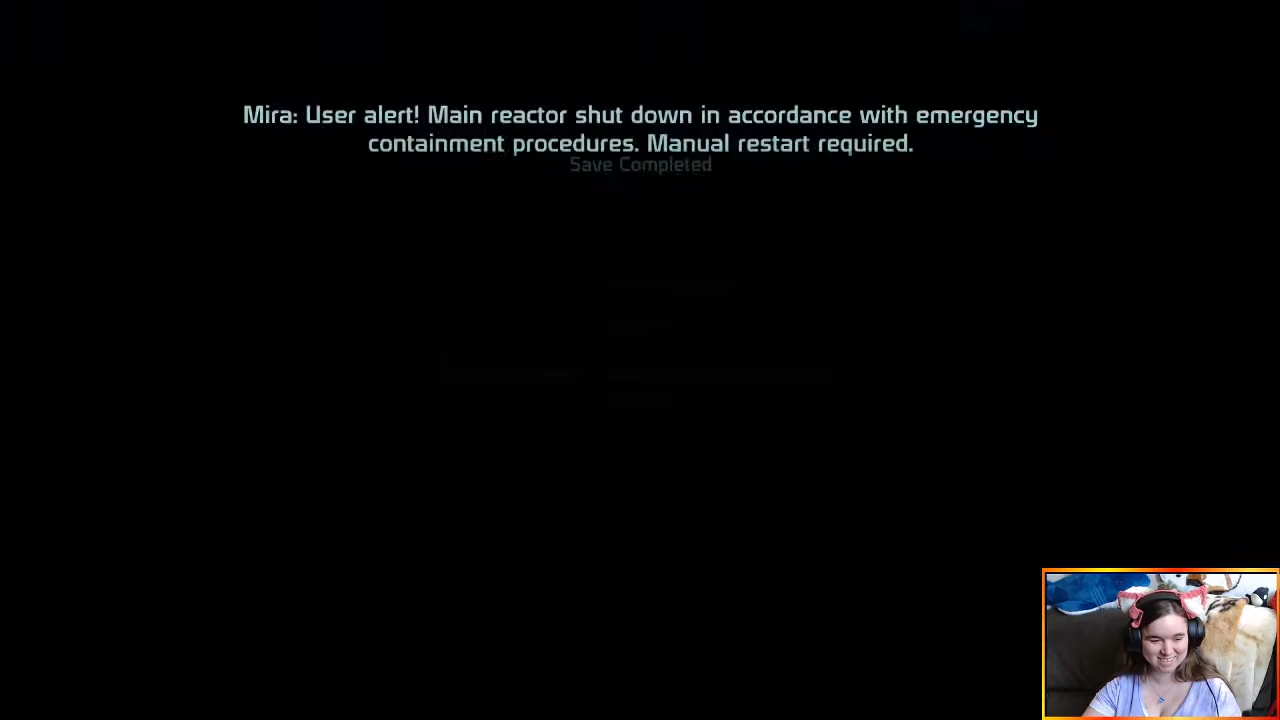 Mira: User alert! Main reactor shut down in accordance with emergency
containment procedures. Manual restart required.
Save Completed